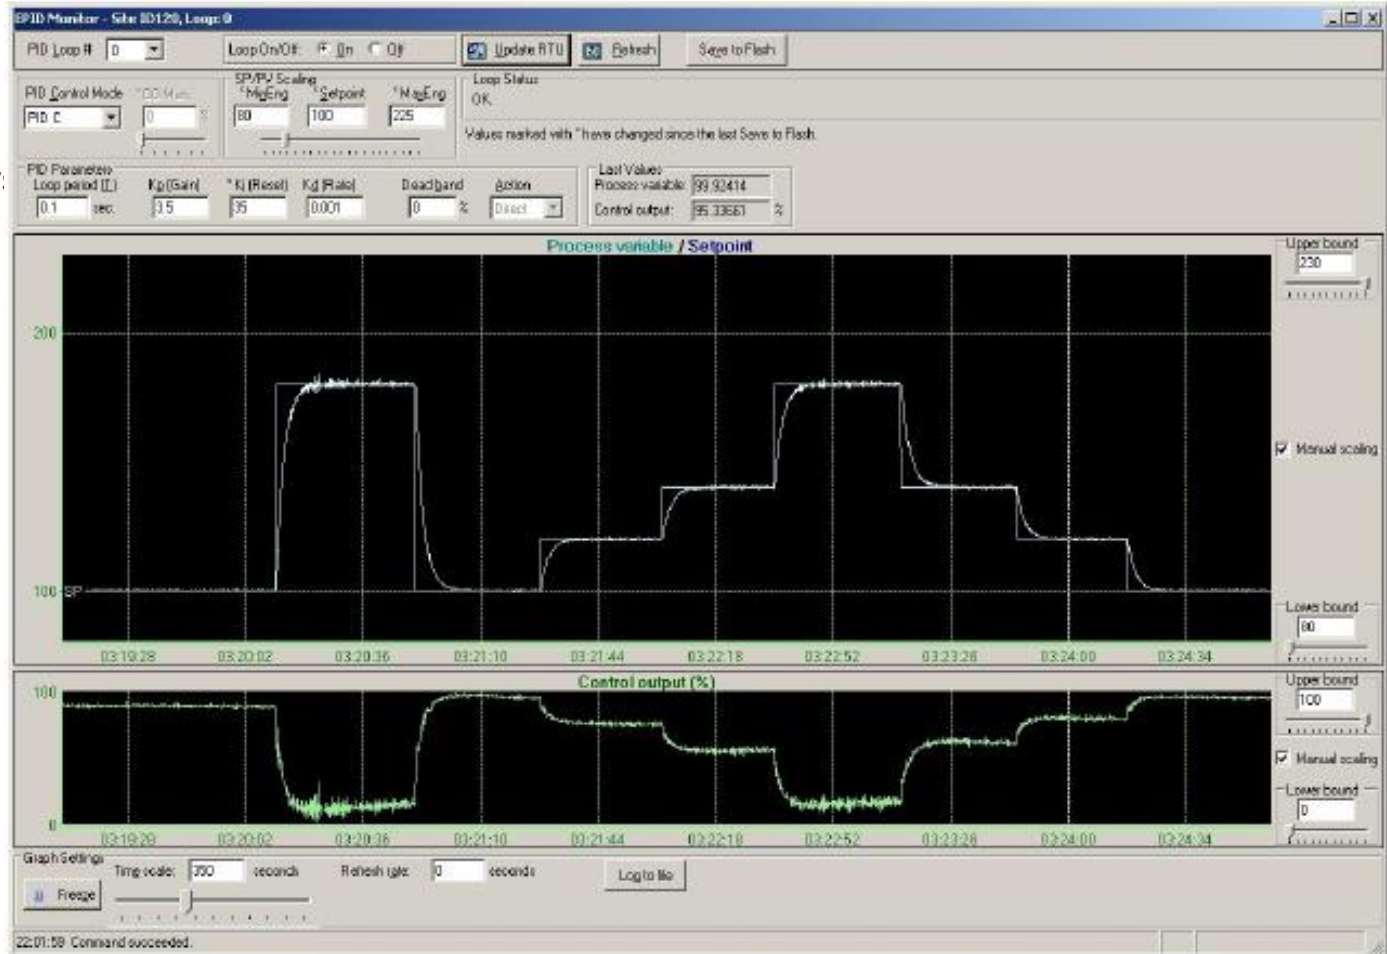 EPID Monitor - Site ID120, Loop: 0
PID Loop # 0 Loop On/Off: On Off Update RTU Refresh Save to Flash
PID Control Mode
PID C
0 %
SP/PV Scaling
*MinEng *Setpoint *MaxEng
80 100 225
Loop Status
OK.
Values marked with * have changed since the last Save to Flash.
PID Parameters
Loop period (T) Kp (Gain) *Ki (Reset) Kd (Rate) Deadband Action
0.1 sec. 3.5 35 0.001 0 % Direct
Last Values
Process variable: 99.92414
Control output: 95.33661 %
Process variable / Setpoint
Upper bound
230
200
Manual scaling
100 SP
Lower bound
80
03:19:28 03:20:02 03:20:36 03:21:10 03:21:44 03:22:18 03:22:52 03:23:26 03:24:00 03:24:34
Control output (%)
Upper bound
100
100
Manual scaling
Lower bound
0
0
03:19:28 03:20:02 03:20:36 03:21:10 03:21:44 03:22:18 03:22:52 03:23:26 03:24:00 03:24:34
Graph Settings
Freeze
Time scale: 350 seconds Refresh rate: 0 seconds Log to file
22:01:59 Command succeeded.